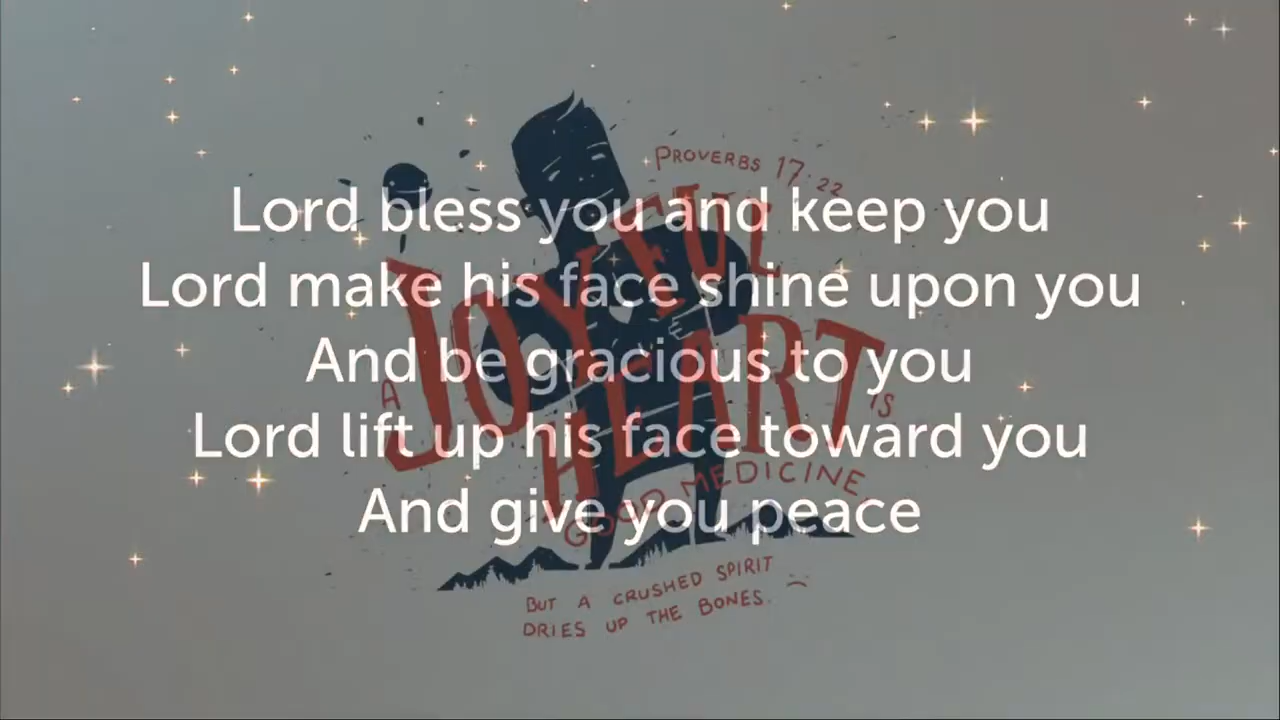 Lord bless you and keep you
Lord make his face shine upon you
And be gracious to you
Lord lift up his face toward you
And give you peace
PROVERBS 17:22
A JOYFUL
HEART IS
GOOD MEDICINE,
BUT A CRUSHED SPIRIT
DRIES UP THE BONES.